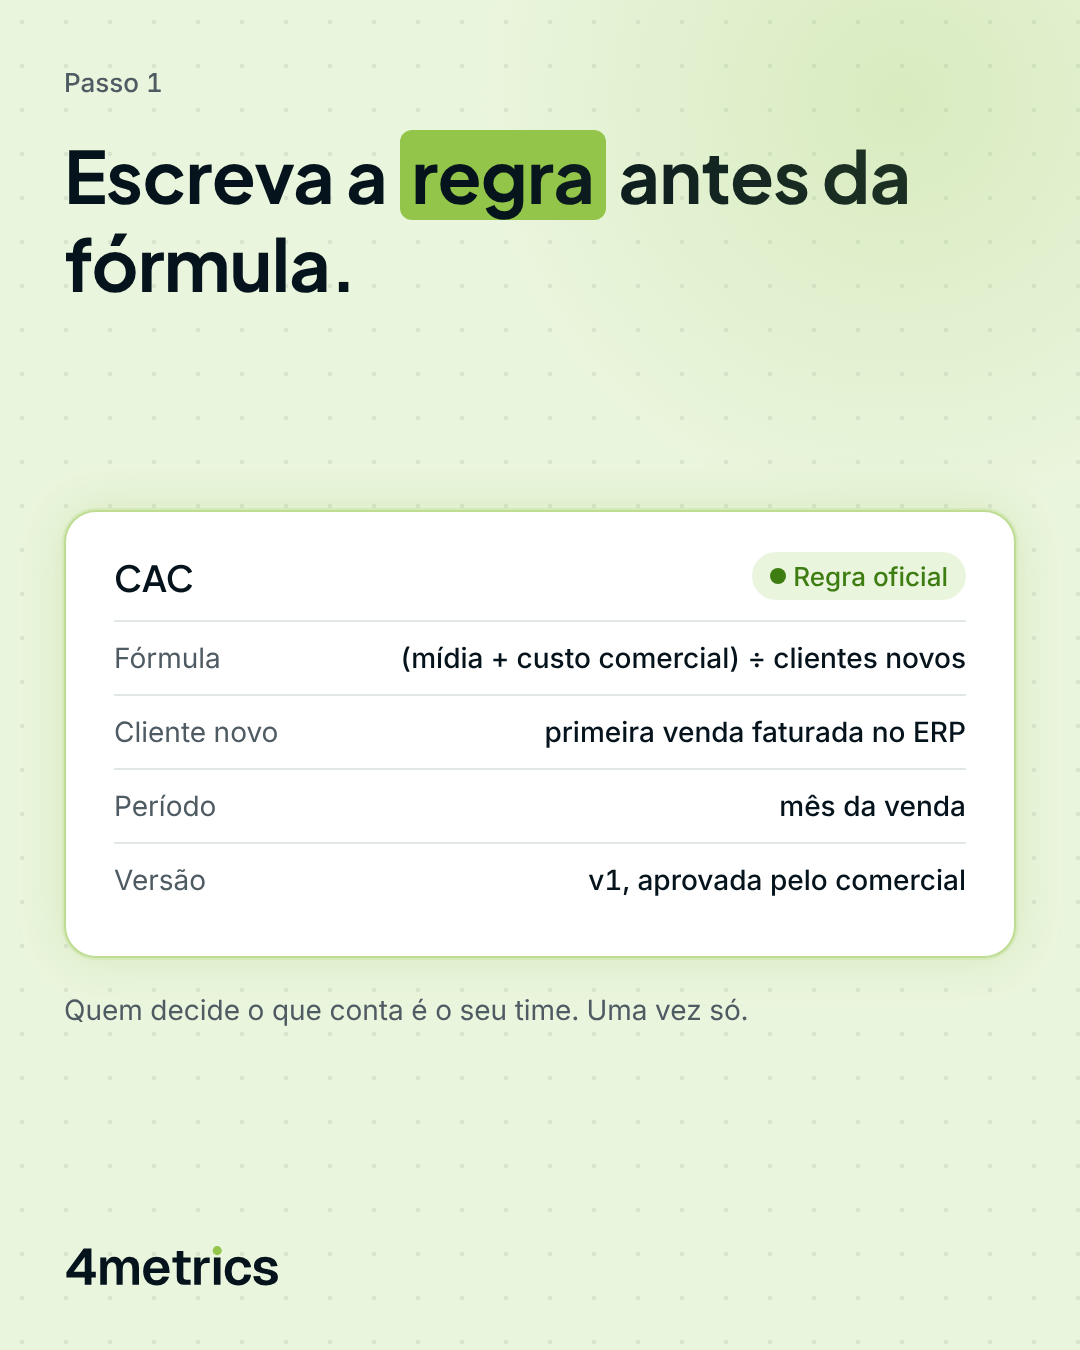 Passo 1
Escreva a regra antes da
fórmula.
CAC
Regra oficial
Fórmula (mídia + custo comercial) ÷ clientes novos
Cliente novo primeira venda faturada no ERP
Período mês da venda
Versão v1, aprovada pelo comercial
Quem decide o que conta é o seu time. Uma vez só.
4metrics